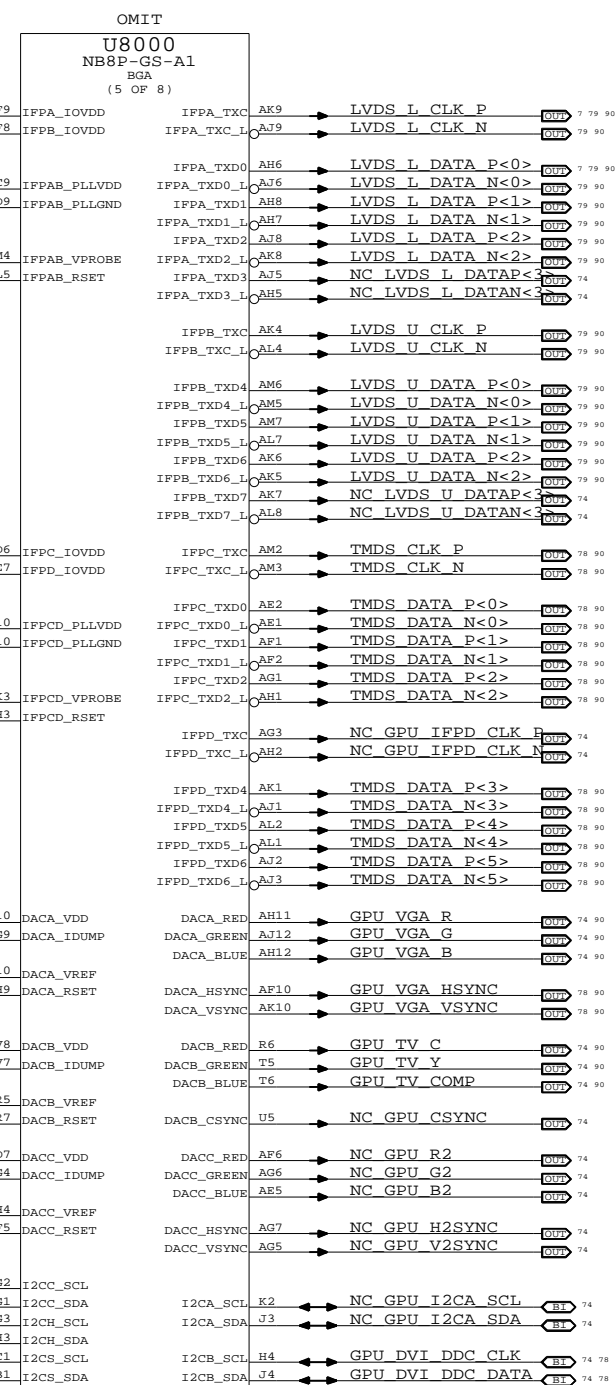 OMIT
U8000
NB8P-GS-A1
BGA
(5 OF 8)
IFPA_IOVDD IFPA_TXC AK9 LVDS_L_CLK_P OUT 7 79 90
IFPB_IOVDD IFPA_TXC_L AJ9 LVDS_L_CLK_N OUT 79 90
IFPA_TXD0 AH6 LVDS_L_DATA_P<0> OUT 7 79 90
IFPAB_PLLVDD IFPA_TXD0_L AJ6 LVDS_L_DATA_N<0> OUT 79 90
IFPAB_PLLGND IFPA_TXD1 AH8 LVDS_L_DATA_P<1> OUT 79 90
IFPA_TXD1_L AH7 LVDS_L_DATA_N<1> OUT 79 90
IFPA_TXD2 AJ8 LVDS_L_DATA_P<2> OUT 79 90
IFPAB_VPROBE IFPA_TXD2_L AK8 LVDS_L_DATA_N<2> OUT 79 90
IFPAB_RSET IFPA_TXD3 AJ5 NC_LVDS_L_DATAP<3> OUT 74
IFPA_TXD3_L AH5 NC_LVDS_L_DATAN<3> OUT 74
IFPB_TXC AK4 LVDS_U_CLK_P OUT 79 90
IFPB_TXC_L AL4 LVDS_U_CLK_N OUT 79 90
IFPB_TXD4 AM6 LVDS_U_DATA_P<0> OUT 79 90
IFPB_TXD4_L AM5 LVDS_U_DATA_N<0> OUT 79 90
IFPB_TXD5 AM7 LVDS_U_DATA_P<1> OUT 79 90
IFPB_TXD5_L AL7 LVDS_U_DATA_N<1> OUT 79 90
IFPB_TXD6 AK6 LVDS_U_DATA_P<2> OUT 79 90
IFPB_TXD6_L AK5 LVDS_U_DATA_N<2> OUT 79 90
IFPB_TXD7 AK7 NC_LVDS_U_DATAP<3> OUT 74
IFPB_TXD7_L AL8 NC_LVDS_U_DATAN<3> OUT 74
IFPC_IOVDD IFPC_TXC AM2 TMDS_CLK_P OUT 78 90
IFPD_IOVDD IFPC_TXC_L AM3 TMDS_CLK_N OUT 78 90
IFPC_TXD0 AE2 TMDS_DATA_P<0> OUT 78 90
IFPCD_PLLVDD IFPC_TXD0_L AE1 TMDS_DATA_N<0> OUT 78 90
IFPCD_PLLGND IFPC_TXD1 AF1 TMDS_DATA_P<1> OUT 78 90
IFPC_TXD1_L AF2 TMDS_DATA_N<1> OUT 78 90
IFPC_TXD2 AG1 TMDS_DATA_P<2> OUT 78 90
IFPCD_VPROBE IFPC_TXD2_L AH1 TMDS_DATA_N<2> OUT 78 90
IFPCD_RSET
IFPD_TXC AG3 NC_GPU_IFPD_CLK_P OUT 74
IFPD_TXC_L AH2 NC_GPU_IFPD_CLK_N OUT 74
IFPD_TXD4 AK1 TMDS_DATA_P<3> OUT 78 90
IFPD_TXD4_L AJ1 TMDS_DATA_N<3> OUT 78 90
IFPD_TXD5 AL2 TMDS_DATA_P<4> OUT 78 90
IFPD_TXD5_L AL1 TMDS_DATA_N<4> OUT 78 90
IFPD_TXD6 AJ2 TMDS_DATA_P<5> OUT 78 90
IFPD_TXD6_L AJ3 TMDS_DATA_N<5> OUT 78 90
DACA_VDD DACA_RED AH11 GPU_VGA_R OUT 74 90
DACA_IDUMP DACA_GREEN AJ12 GPU_VGA_G OUT 74 90
DACA_BLUE AH12 GPU_VGA_B OUT 74 90
DACA_VREF
DACA_RSET DACA_HSYNC AF10 GPU_VGA_HSYNC OUT 78 90
DACA_VSYNC AK10 GPU_VGA_VSYNC OUT 78 90
DACB_VDD DACB_RED R6 GPU_TV_C OUT 74 90
DACB_IDUMP DACB_GREEN T5 GPU_TV_Y OUT 74 90
DACB_BLUE T6 GPU_TV_COMP OUT 74 90
DACB_VREF
DACB_RSET DACB_CSYNC U5 NC_GPU_CSYNC OUT 74
DACC_VDD DACC_RED AF6 NC_GPU_R2 OUT 74
DACC_IDUMP DACC_GREEN AG6 NC_GPU_G2 OUT 74
DACC_BLUE AE5 NC_GPU_B2 OUT 74
DACC_VREF
DACC_RSET DACC_HSYNC AG7 NC_GPU_H2SYNC OUT 74
DACC_VSYNC AG5 NC_GPU_V2SYNC OUT 74
I2CC_SCL
I2CC_SDA I2CA_SCL K2 NC_GPU_I2CA_SCL BI 74
I2CH_SCL I2CA_SDA J3 NC_GPU_I2CA_SDA BI 74
I2CH_SDA
I2CS_SCL I2CB_SCL H4 GPU_DVI_DDC_CLK BI 74 78
I2CS_SDA I2CB_SDA J4 GPU_DVI_DDC_DATA BI 74 78